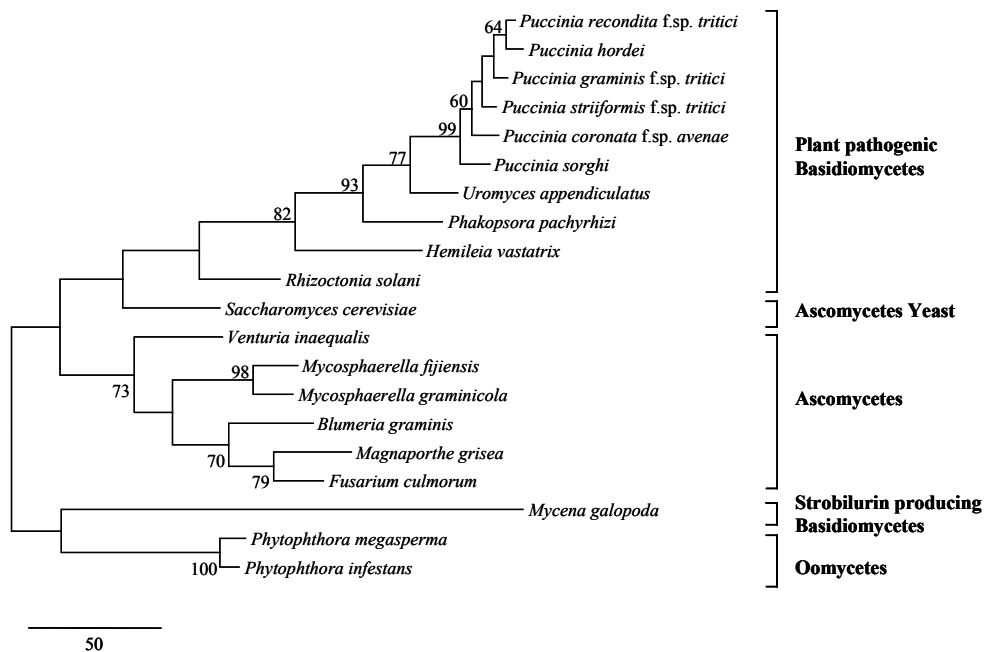 64
Puccinia recondita f.sp. tritici
Puccinia hordei
Puccinia graminis f.sp. tritici
60
Puccinia striiformis f.sp. tritici
99
Puccinia coronata f.sp. avenae
77
Puccinia sorghi
93
Uromyces appendiculatus
82
Phakopsora pachyrhizi
Hemileia vastatrix
Rhizoctonia solani
Plant pathogenic
Basidiomycetes
Saccharomyces cerevisiae
Ascomycetes Yeast
Venturia inaequalis
98
Mycosphaerella fijiensis
73
Mycosphaerella graminicola
Blumeria graminis
70
Magnaporthe grisea
79
Fusarium culmorum
Ascomycetes
Mycena galopoda
Strobilurin producing
Basidiomycetes
Phytophthora megasperma
100
Phytophthora infestans
Oomycetes
50